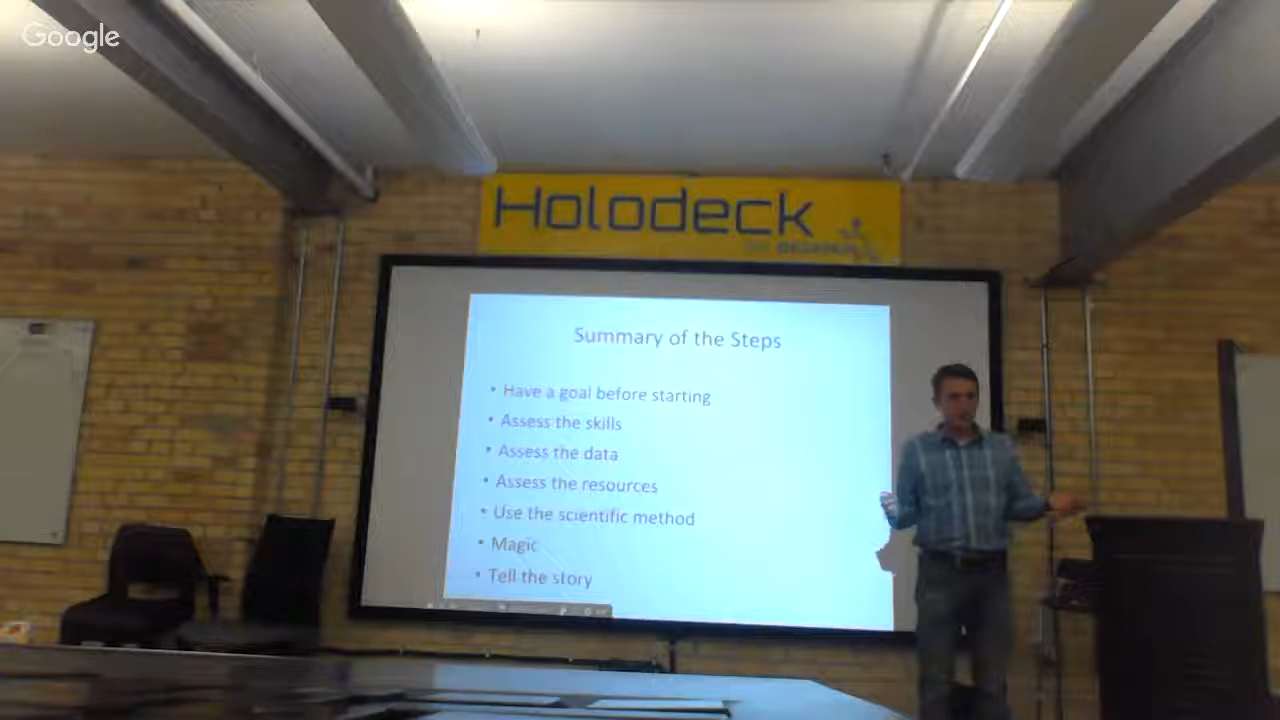 Google
Holodeck
Summary of the Steps
• Have a goal before starting
• Assess the skills
• Assess the data
• Assess the resources
• Use the scientific method
• Magic
• Tell the story